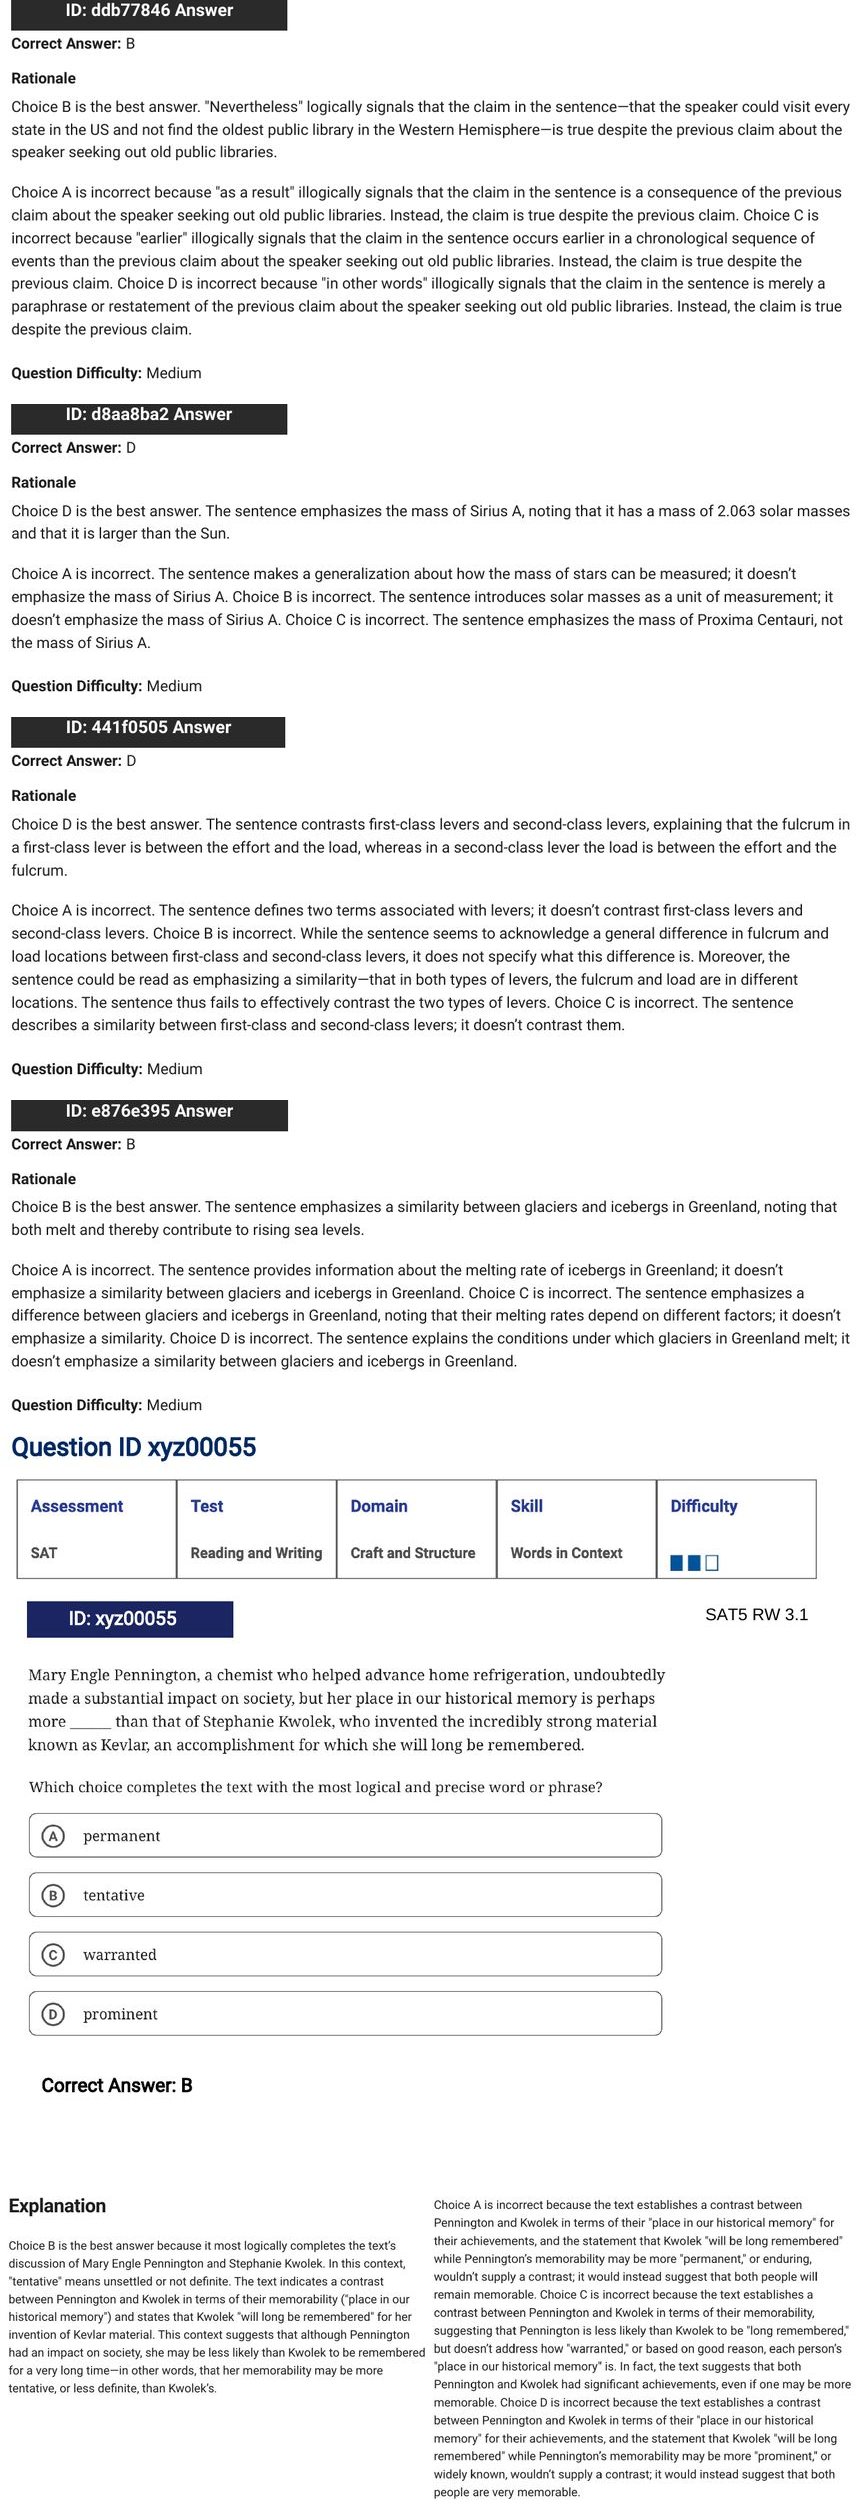 ID: ddb77846 Answer
Correct Answer: B
Rationale
Choice B is the best answer. "Nevertheless" logically signals that the claim in the sentence—that the speaker could visit every
state in the US and not find the oldest public library in the Western Hemisphere—is true despite the previous claim about the
speaker seeking out old public libraries.
Choice A is incorrect because "as a result" illogically signals that the claim in the sentence is a consequence of the previous
claim about the speaker seeking out old public libraries. Instead, the claim is true despite the previous claim. Choice C is
incorrect because "earlier" illogically signals that the claim in the sentence occurs earlier in a chronological sequence of
events than the previous claim about the speaker seeking out old public libraries. Instead, the claim is true despite the
previous claim. Choice D is incorrect because "in other words" illogically signals that the claim in the sentence is merely a
paraphrase or restatement of the previous claim about the speaker seeking out old public libraries. Instead, the claim is true
despite the previous claim.
Question Difficulty: Medium
ID: d8aa8ba2 Answer
Correct Answer: D
Rationale
Choice D is the best answer. The sentence emphasizes the mass of Sirius A, noting that it has a mass of 2.063 solar masses
and that it is larger than the Sun.
Choice A is incorrect. The sentence makes a generalization about how the mass of stars can be measured; it doesn't
emphasize the mass of Sirius A. Choice B is incorrect. The sentence introduces solar masses as a unit of measurement; it
doesn't emphasize the mass of Sirius A. Choice C is incorrect. The sentence emphasizes the mass of Proxima Centauri, not
the mass of Sirius A.
Question Difficulty: Medium
ID: 441f0505 Answer
Correct Answer: D
Rationale
Choice D is the best answer. The sentence contrasts first-class levers and second-class levers, explaining that the fulcrum in
a first-class lever is between the effort and the load, whereas in a second-class lever the load is between the effort and the
fulcrum.
Choice A is incorrect. The sentence defines two terms associated with levers; it doesn't contrast first-class levers and
second-class levers. Choice B is incorrect. While the sentence seems to acknowledge a general difference in fulcrum and
load locations between first-class and second-class levers, it does not specify what this difference is. Moreover, the
sentence could be read as emphasizing a similarity—that in both types of levers, the fulcrum and load are in different
locations. The sentence thus fails to effectively contrast the two types of levers. Choice C is incorrect. The sentence
describes a similarity between first-class and second-class levers; it doesn't contrast them.
Question Difficulty: Medium
ID: e876e395 Answer
Correct Answer: B
Rationale
Choice B is the best answer. The sentence emphasizes a similarity between glaciers and icebergs in Greenland, noting that
both melt and thereby contribute to rising sea levels.
Choice A is incorrect. The sentence provides information about the melting rate of icebergs in Greenland; it doesn't
emphasize a similarity between glaciers and icebergs in Greenland. Choice C is incorrect. The sentence emphasizes a
difference between glaciers and icebergs in Greenland, noting that their melting rates depend on different factors; it doesn't
emphasize a similarity. Choice D is incorrect. The sentence explains the conditions under which glaciers in Greenland melt; it
doesn't emphasize a similarity between glaciers and icebergs in Greenland.
Question Difficulty: Medium
Question ID xyz00055
Assessment Test Domain Skill Difficulty
SAT Reading and Writing Craft and Structure Words in Context
ID: xyz00055
SAT5 RW 3.1
Mary Engle Pennington, a chemist who helped advance home refrigeration, undoubtedly
made a substantial impact on society, but her place in our historical memory is perhaps
more _____ than that of Stephanie Kwolek, who invented the incredibly strong material
known as Kevlar, an accomplishment for which she will long be remembered.
Which choice completes the text with the most logical and precise word or phrase?
A permanent
B tentative
C warranted
D prominent
Correct Answer: B
Explanation
Choice B is the best answer because it most logically completes the text's
discussion of Mary Engle Pennington and Stephanie Kwolek. In this context,
"tentative" means unsettled or not definite. The text indicates a contrast
between Pennington and Kwolek in terms of their memorability ("place in our
historical memory") and states that Kwolek "will long be remembered" for her
invention of Kevlar material. This context suggests that although Pennington
had an impact on society, she may be less likely than Kwolek to be remembered
for a very long time—in other words, that her memorability may be more
tentative, or less definite, than Kwolek's.
Choice A is incorrect because the text establishes a contrast between
Pennington and Kwolek in terms of their "place in our historical memory" for
their achievements, and the statement that Kwolek "will be long remembered"
while Pennington's memorability may be more "permanent," or enduring,
wouldn't supply a contrast; it would instead suggest that both people will
remain memorable. Choice C is incorrect because the text establishes a
contrast between Pennington and Kwolek in terms of their memorability,
suggesting that Pennington is less likely than Kwolek to be "long remembered,"
but doesn't address how "warranted," or based on good reason, each person's
"place in our historical memory" is. In fact, the text suggests that both
Pennington and Kwolek had significant achievements, even if one may be more
memorable. Choice D is incorrect because the text establishes a contrast
between Pennington and Kwolek in terms of their "place in our historical
memory" for their achievements, and the statement that Kwolek "will be long
remembered" while Pennington's memorability may be more "prominent," or
widely known, wouldn't supply a contrast; it would instead suggest that both
people are very memorable.